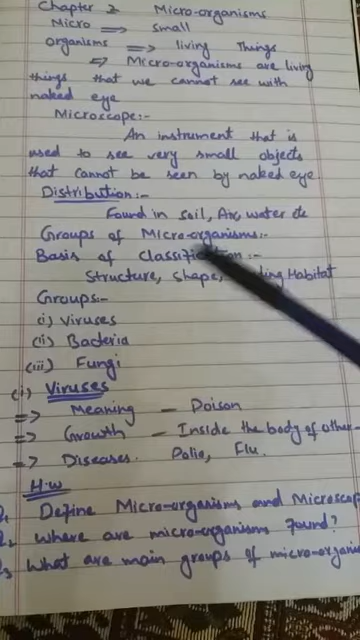 Chapter 2 Micro-organisms
Micro => small
organisms => living Things
=> Micro-organisms are living
things that we cannot see with
naked eye
Microscope:-
An instrument that is
used to see very small objects
that cannot be seen by naked eye
Distribution:-
Found in soil, Air, water etc
Groups of Micro-organisms:-
Basis of Classification:-
Structure, Shape, Habitat
Groups:-
(i) Viruses
(ii) Bacteria
(iii) Fungi
(i) Viruses
=> Meaning - Poison
=> Growth - Inside the body of other-
=> Diseases. Polio, Flu.
H.w
Define Micro-organisms and Microscop
Where are micro-organisms found?
What are main groups of micro-organis